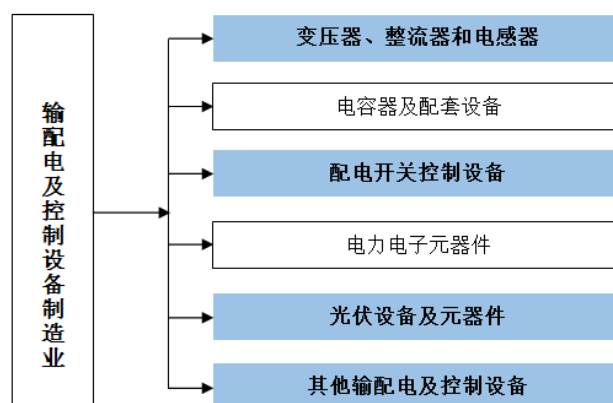 输配电及控制设备制造业
变压器、整流器和电感器
电容器及配套设备
配电开关控制设备
电力电子元器件
光伏设备及元器件
其他输配电及控制设备